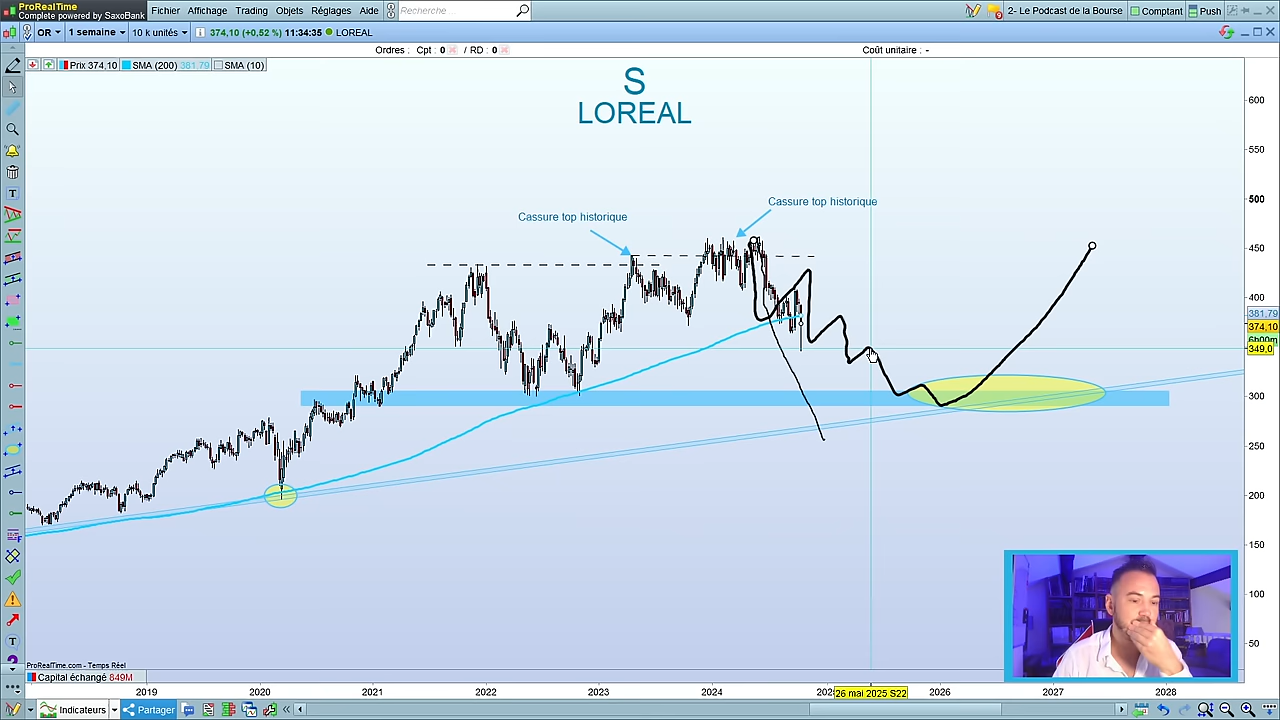 ProRealTime
Complete powered by SaxoBank
Fichier Affichage Trading Objets Réglages Aide Recherche 2- Le Podcast de la Bourse Comptant Push
OR 1 semaine 10 k unités 374,10 (+0,52 %) 11:34:35 LOREAL
Ordres : Cpt : 0 / RD : 0 Coût unitaire : -
Prix 374,10 SMA (200) 381.79 SMA (10)
S
LOREAL
Cassure top historique
Cassure top historique
600
550
500
450
400
381,79
374,10
6h00m
349,0
300
250
200
150
100
50
ProRealTime.com - Temps Réel
Capital échangé 849M
2019 2020 2021 2022 2023 2024 26 mai 2025 S22 2026 2027 2028
Indicateurs Partager